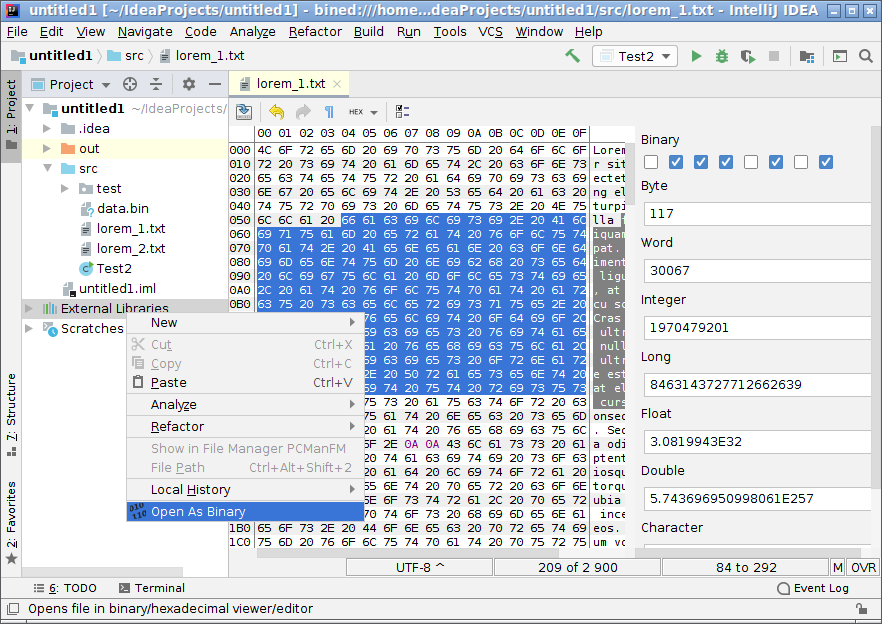 untitled1 [~/IdeaProjects/untitled1] - bined:///home...deaProjects/untitled1/src/lorem_1.txt - IntelliJ IDEA
File Edit View Navigate Code Analyze Refactor Build Run Tools VCS Window Help
untitled1 src lorem_1.txt Test2
1: Project
Project
lorem_1.txt
untitled1 ~/IdeaProjects/
.idea
out
src
test
data.bin
lorem_1.txt
lorem_2.txt
Test2
untitled1.iml
External Libraries
Scratches
7: Structure
2: Favorites
New
Cut Ctrl+X
Copy Ctrl+C
Paste Ctrl+V
Analyze
Refactor
Show in File Manager PCManFM
File Path Ctrl+Alt+Shift+2
Local History
Open As Binary
HEX
00 01 02 03 04 05 06 07 08 09 0A 0B 0C 0D 0E 0F
000 4C 6F 72 65 6D 20 69 70 73 75 6D 20 64 6F 6C 6F Lorem
010 72 20 73 69 74 20 61 6D 65 74 2C 20 63 6F 6E 73 r sit
020 65 63 74 65 74 75 72 20 61 64 69 70 69 73 63 69 ectet
030 6E 67 20 65 6C 69 74 2E 20 53 65 64 20 61 63 20 ng el
040 74 75 72 70 69 73 20 6D 65 74 75 73 2E 20 4E 75 turpi
050 6C 6C 61 20 66 61 63 69 6C 69 73 69 2E 20 41 6C lla f
060 69 71 75 61 6D 20 65 72 61 74 20 76 6F 6C 75 74 iquam
070 70 61 74 2E 20 41 65 6E 65 61 6E 20 63 6F 6E 64 pat.
080 69 6D 65 6E 74 75 6D 20 6E 69 62 68 20 73 65 64 iment
090 20 6C 69 67 75 6C 61 20 6D 6F 6C 65 73 74 69 65 ligu
0A0 2C 20 61 74 20 76 6F 6C 75 74 70 61 74 20 61 72 , at
0B0 63 75 20 73 63 65 6C 65 72 69 73 71 75 65 2E 20 cu sc
1B0 65 6F 73 2E 20 44 6F 6E 65 63 20 70 72 65 74 69 eos.
1C0 75 6D 20 76 6F 6C 75 74 70 61 74 20 70 75 72 75 um vo
Binary
Byte
117
Word
30067
Integer
1970479201
Long
8463143727712662639
Float
3.0819943E32
Double
5.743696950998061E257
Character
UTF-8 ^ 209 of 2 900 84 to 292 M OVR
6: TODO Terminal Event Log
Opens file in binary/hexadecimal viewer/editor